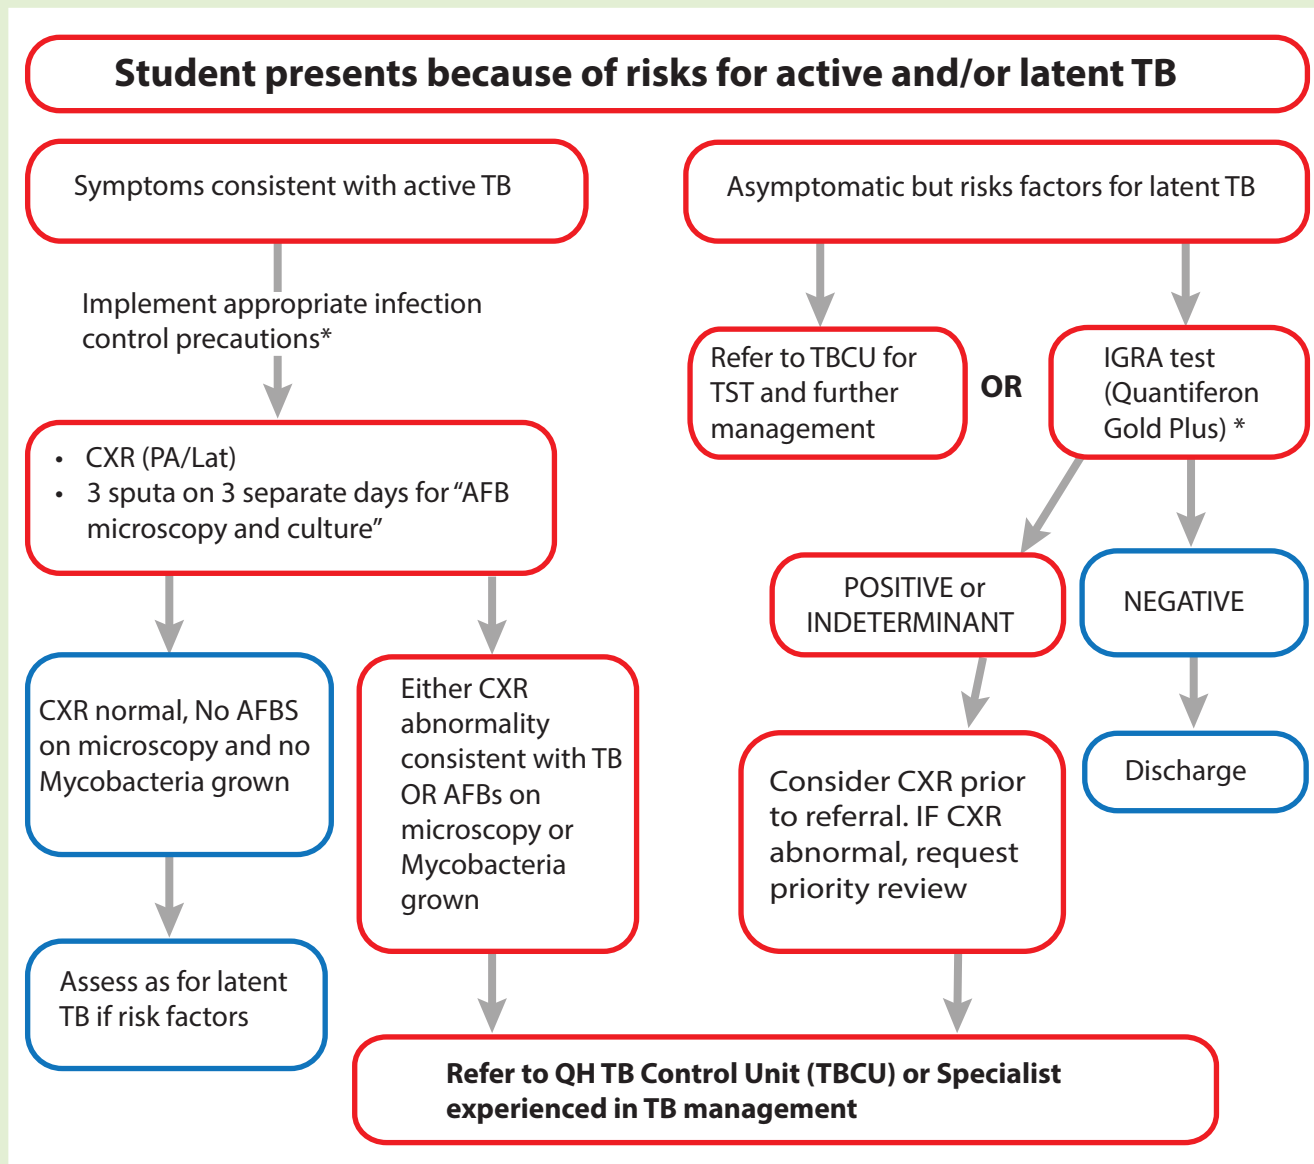 Student presents because of risks for active and/or latent TB
Symptoms consistent with active TB
Implement appropriate infection
control precautions*
• CXR (PA/Lat)
• 3 sputa on 3 separate days for “AFB
microscopy and culture”
CXR normal, No AFBS
on microscopy and no
Mycobacteria grown
Assess as for latent
TB if risk factors
Either CXR
abnormality
consistent with TB
OR AFBs on
microscopy or
Mycobacteria
grown
Asymptomatic but risks factors for latent TB
Refer to TBCU for
TST and further
management
OR
IGRA test
(Quantiferon
Gold Plus) *
POSITIVE or
INDETERMINANT
NEGATIVE
Consider CXR prior
to referral. IF CXR
abnormal, request
priority review
Discharge
Refer to QH TB Control Unit (TBCU) or Specialist
experienced in TB management